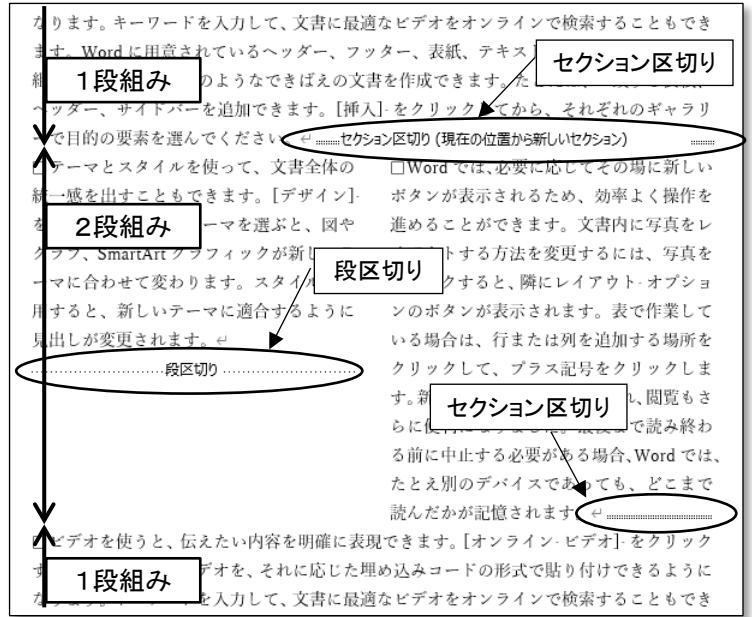 なります。キーワードを入力して、文書に最適なビデオをオンラインで検索することもでき
ます。Word に用意されているヘッダー、フッター、表紙、テキス
セクション区切り
1段組み
のようなできばえの文書を作成できます。た
ヘッダー、サイドバーを追加できます。[挿入] をクリックしてから、それぞれのギャラリ
ーで目的の要素を選んでください。
セクション区切り (現在の位置から新しいセクション)
□テーマとスタイルを使って、文書全体の
統一感を出すこともできます。[デザイン]
2段組み
ーマを選ぶと、図や
グラフ、SmartArt グラフィックが新し
ーマに合わせて変わります。スタイル
段区切り
用すると、新しいテーマに適合するように
見出しが変更されます。↵
段区切り
□Word では、必要に応じてその場に新しい
ボタンが表示されるため、効率よく操作を
進めることができます。文書内に写真をレ
トする方法を変更するには、写真を
クすると、隣にレイアウト オプショ
ンのボタンが表示されます。表で作業して
いる場合は、行または列を追加する場所を
クリックして、プラス記号をクリックしま
す。
、閲覧もさ
セクション区切り
らに
で読み終わ
る前に中止する必要がある場合、Word では、
たとえ別のデバイスであっても、どこまで
読んだかが記憶されます。↵
□ビデオを使うと、伝えたい内容を明確に表現できます。[オンライン ビデオ] をクリック
1段組み
デオを、それに応じた埋め込みコードの形式で貼り付けできるように
を入力して、文書に最適なビデオをオンラインで検索することもでき